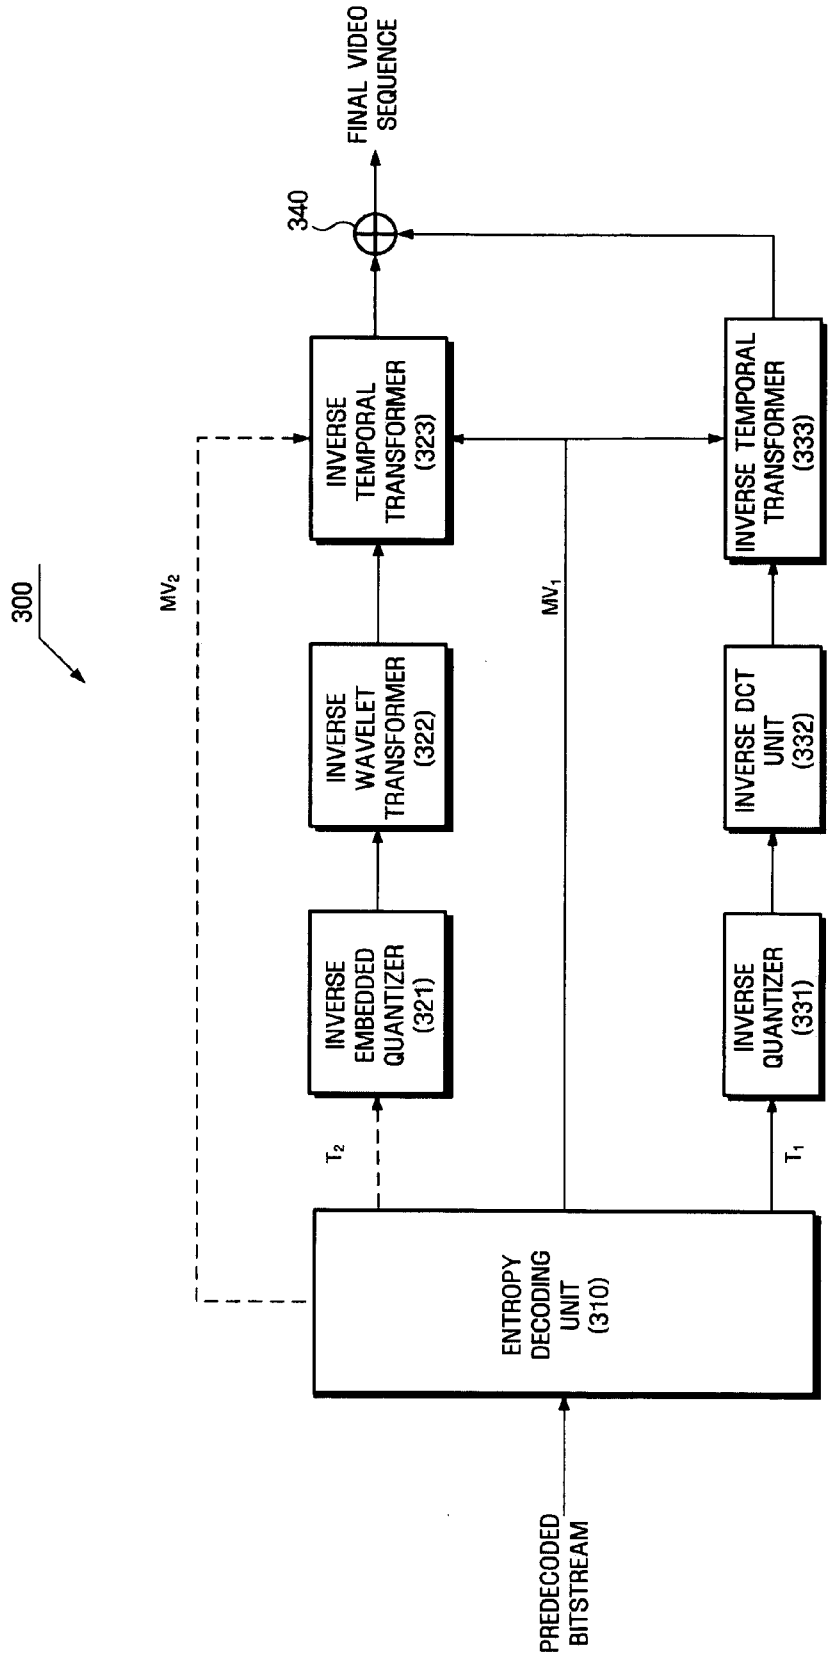 300
MV₂
340
FINAL VIDEO
SEQUENCE
INVERSE
TEMPORAL
TRANSFORMER
(323)
INVERSE
WAVELET
TRANSFORMER
(322)
INVERSE
EMBEDDED
QUANTIZER
(321)
T₂
MV₁
ENTROPY
DECODING
UNIT
(310)
PREDECODED
BITSTREAM
T₁
INVERSE
QUANTIZER
(331)
INVERSE DCT
UNIT
(332)
INVERSE TEMPORAL
TRANSFORMER
(333)